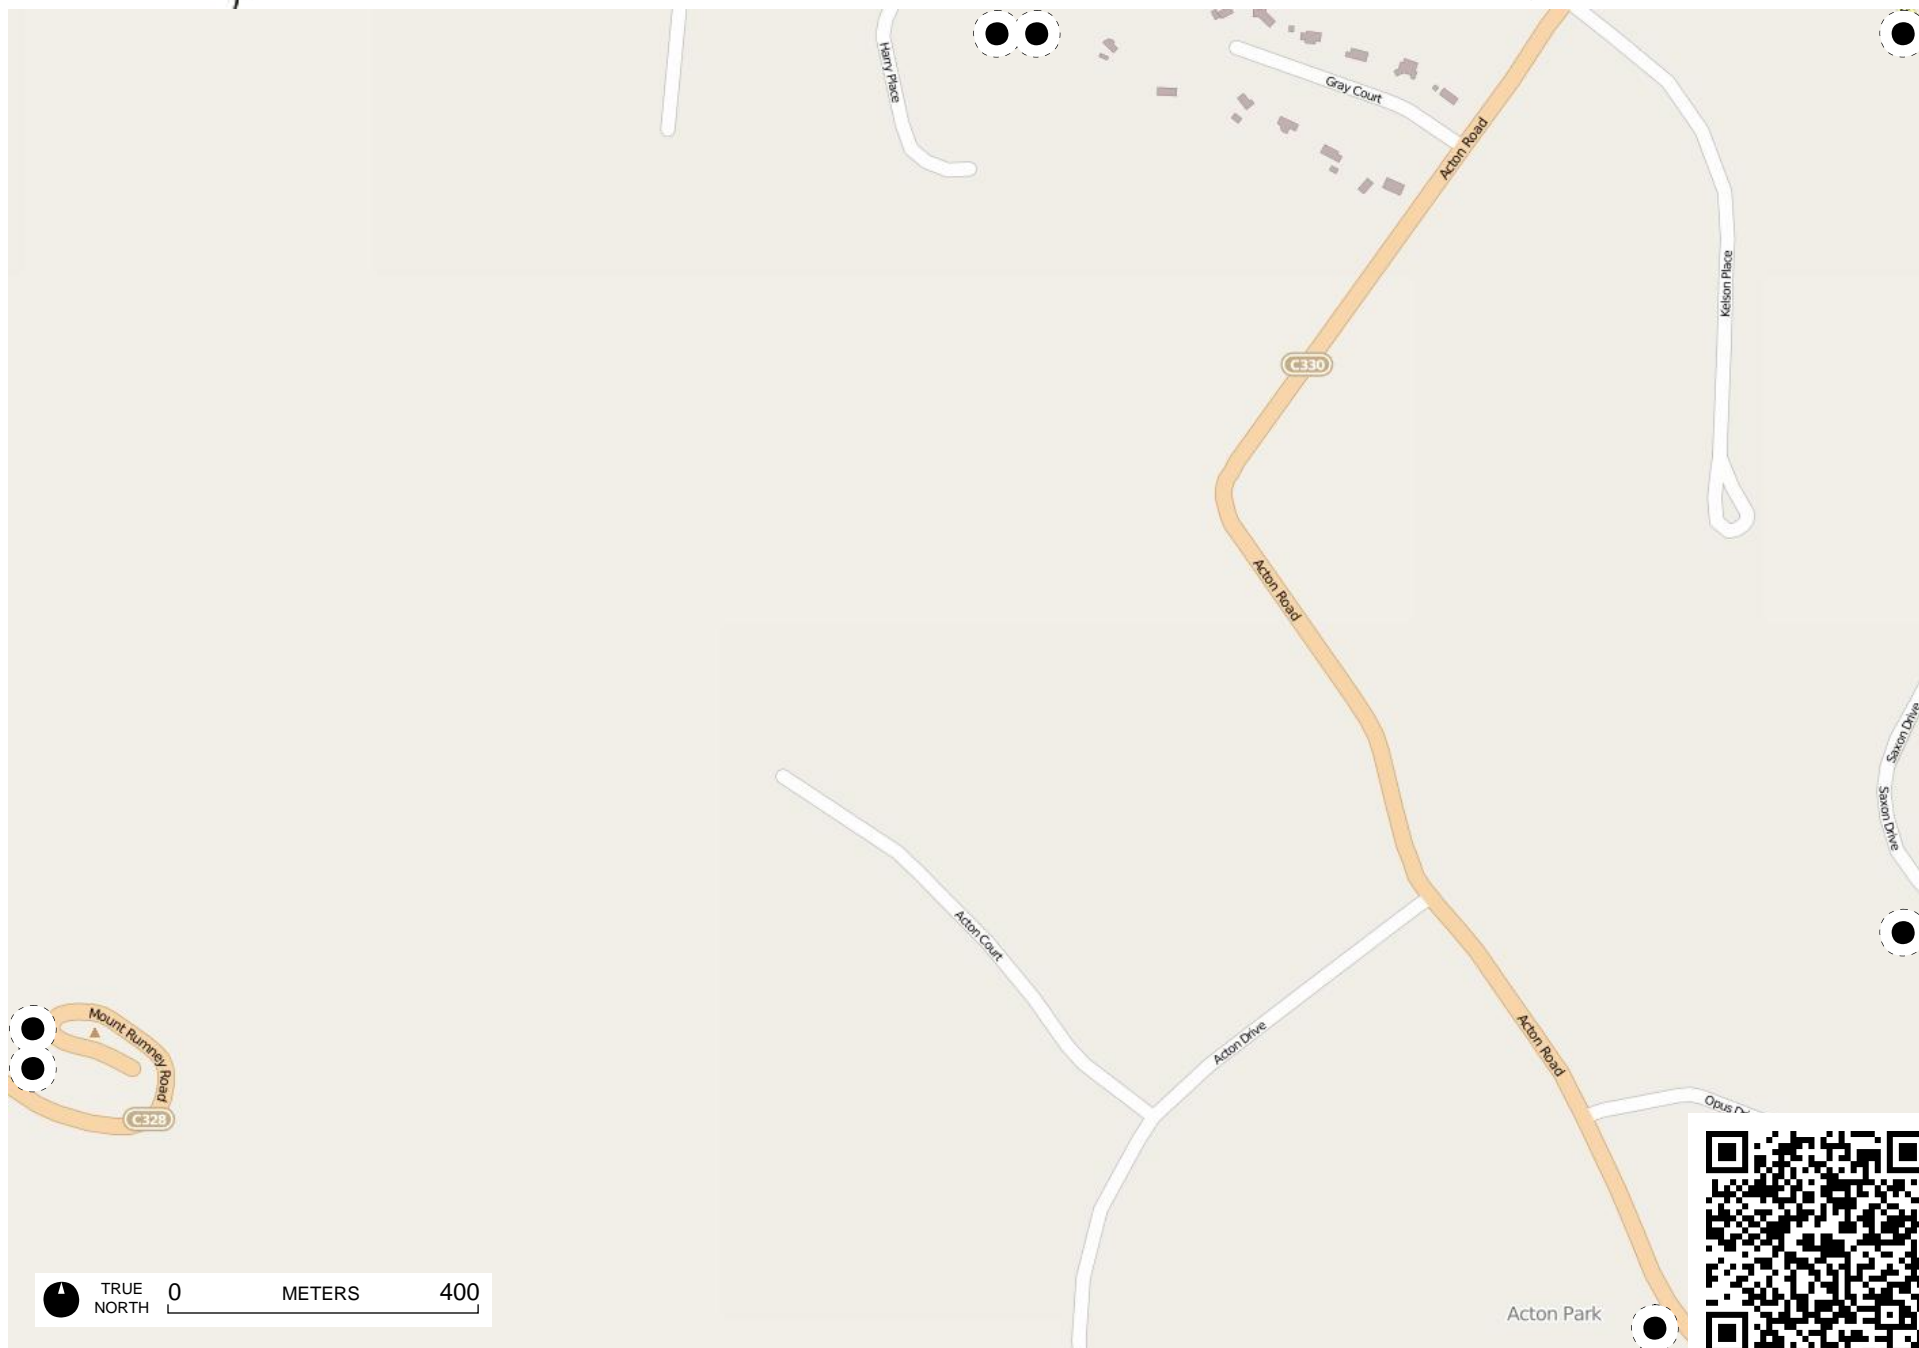 Harry Place
Gray Court
Acton Road
Kelson Place
C330
Acton Road
Saxon Drive
Saxon Drive
Acton Court
Mount Rumney Road
Acton Drive
Acton Road
C328
TRUE
NORTH
0 METERS 400
Acton Park